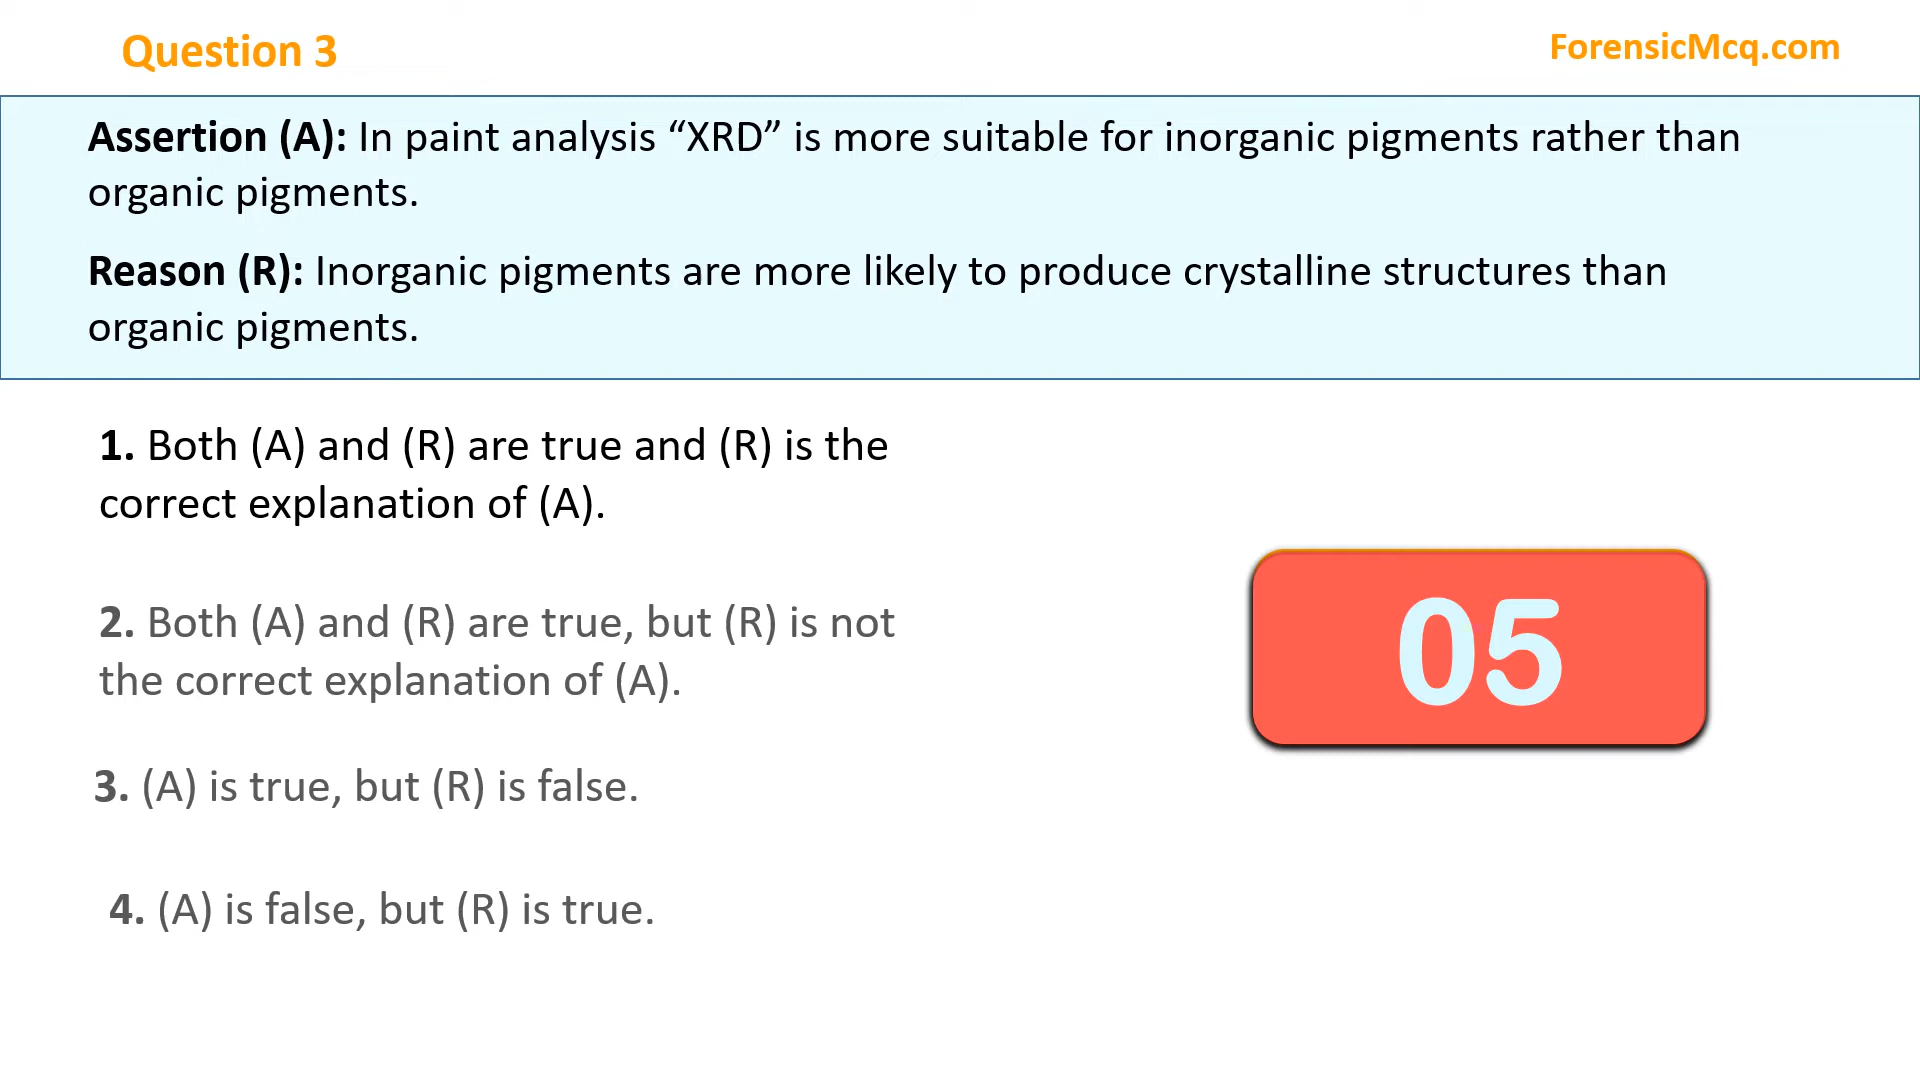 Question 3
ForensicMcq.com
Assertion (A): In paint analysis “XRD” is more suitable for inorganic pigments rather than
organic pigments.
Reason (R): Inorganic pigments are more likely to produce crystalline structures than
organic pigments.
1. Both (A) and (R) are true and (R) is the
correct explanation of (A).
2. Both (A) and (R) are true, but (R) is not
the correct explanation of (A).
05
3. (A) is true, but (R) is false.
4. (A) is false, but (R) is true.